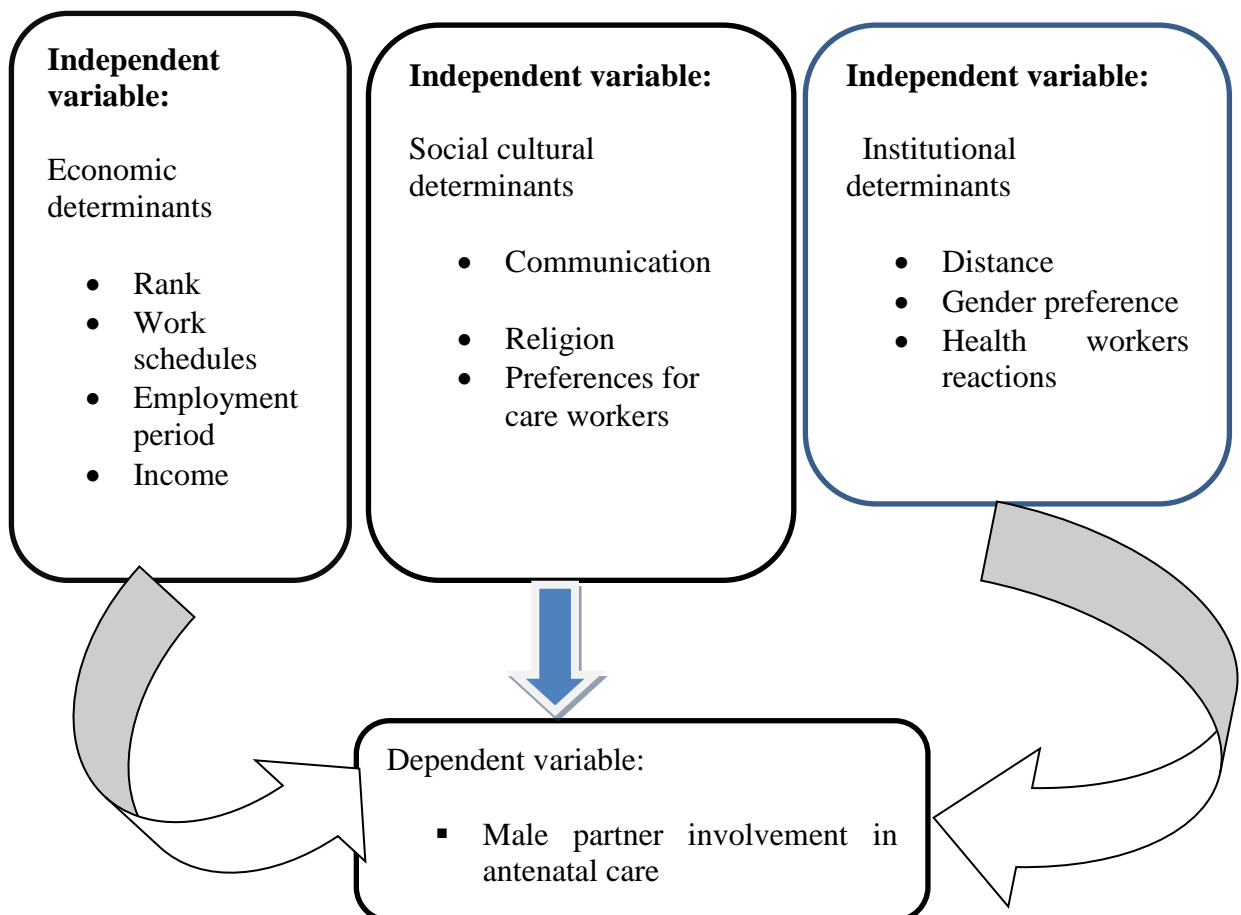 Independent
variable:
Economic
determinants
• Rank
• Work
schedules
• Employment
period
• Income
Independent variable:
Social cultural
determinants
• Communication
• Religion
• Preferences for
care workers
Independent variable:
Institutional
determinants
• Distance
• Gender preference
• Health workers
reactions
Dependent variable:
▪ Male partner involvement in
antenatal care